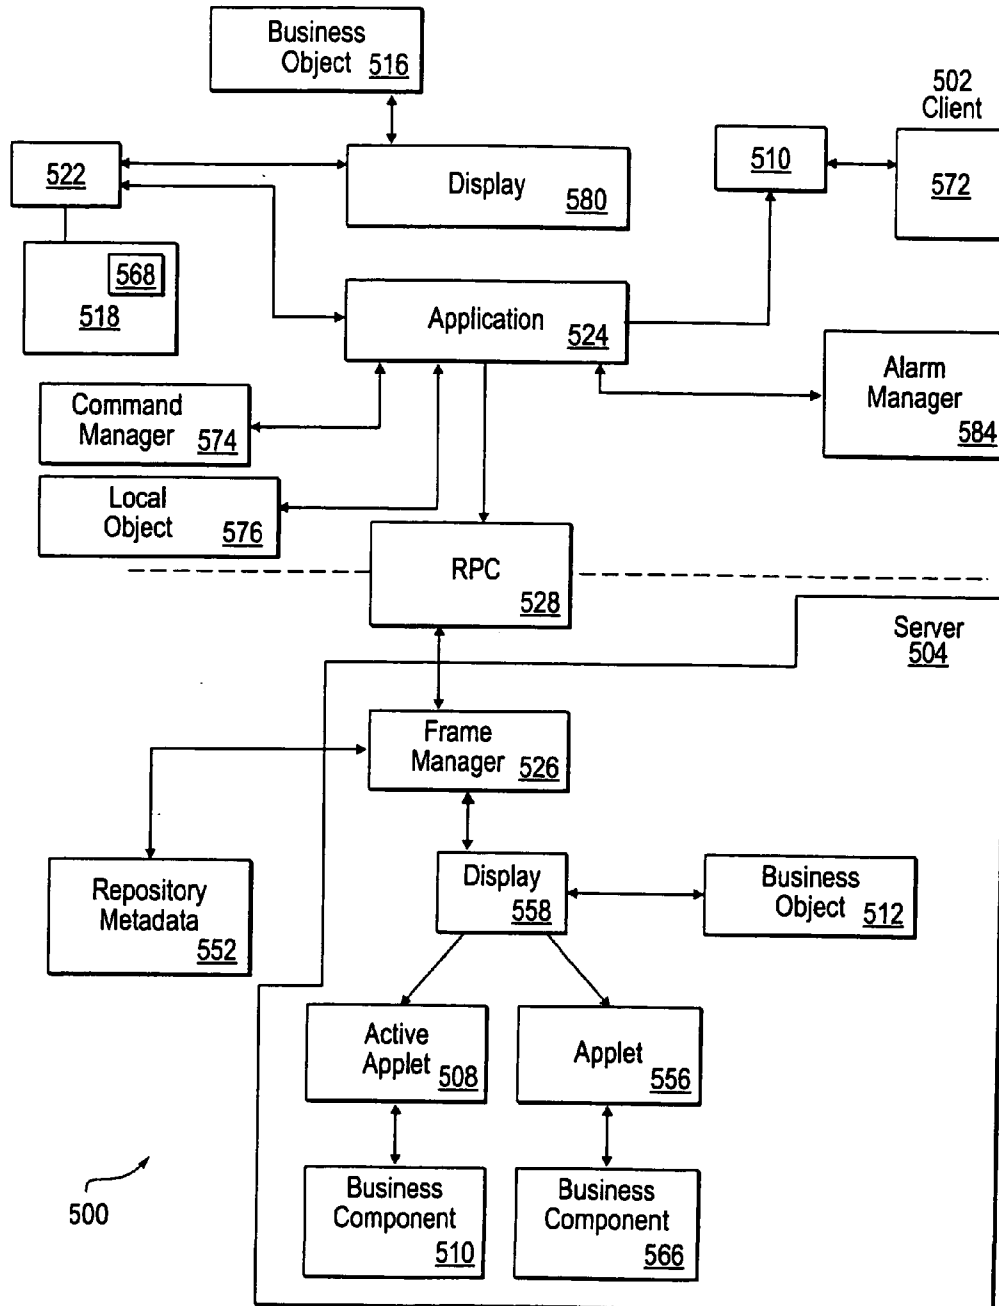 Business
Object 516
502
Client
522
Display
580
510
572
568
518
Application
524
Alarm
Manager
584
Command
Manager
574
Local
Object
576
RPC
528
Server
504
Frame
Manager 526
Display
558
Business
Object 512
Repository
Metadata
552
Active
Applet 508
Applet
556
500
Business
Component
510
Business
Component
566